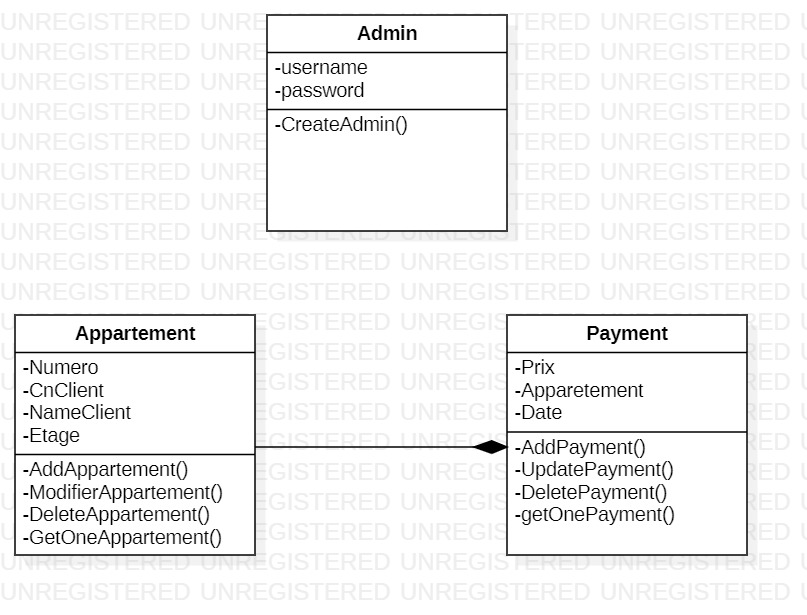 Admin
-username
-password
-CreateAdmin()
Appartement
-Numero
-CnClient
-NameClient
-Etage
-AddAppartement()
-ModifierAppartement()
-DeleteAppartement()
-GetOneAppartement()
Payment
-Prix
-Apparetement
-Date
-AddPayment()
-UpdatePayment()
-DeletePayment()
-getOnePayment()
UNREGISTERED